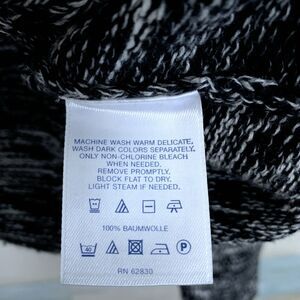 MACHINE WASH WARM DELICATE.
WASH DARK COLORS SEPARATELY.
ONLY NON-CHLORINE BLEACH
WHEN NEEDED.
REMOVE PROMPTLY.
BLOCK FLAT TO DRY.
LIGHT STEAM IF NEEDED.
100% BAUMWOLLE
40
P
RN 62830